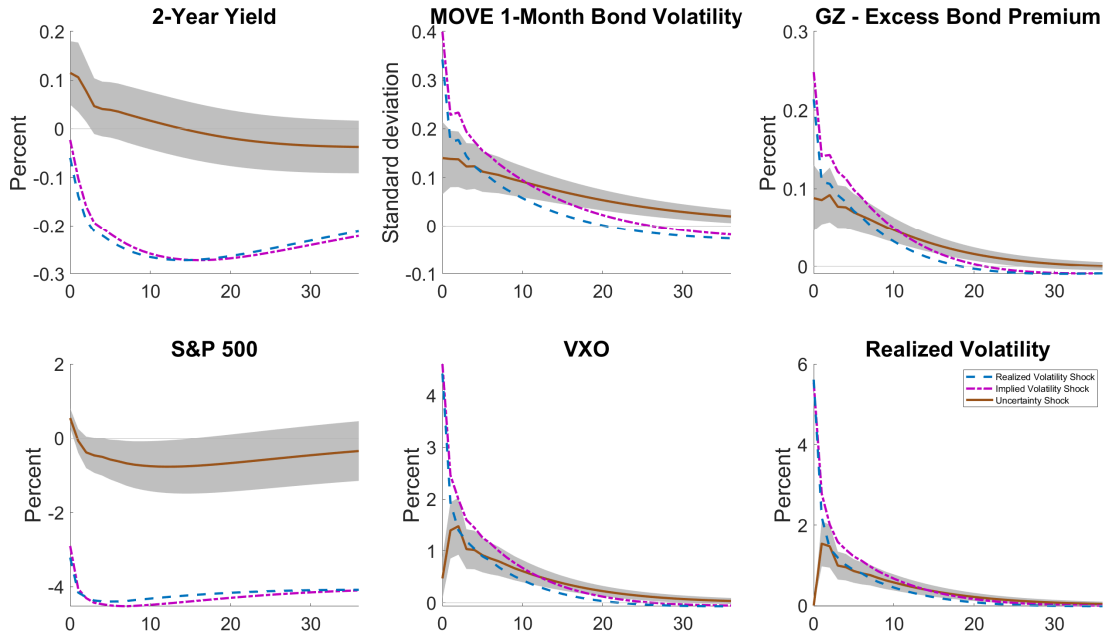 2-Year Yield
MOVE 1-Month Bond Volatility
GZ - Excess Bond Premium
Percent
0.2
0.1
0
-0.1
-0.2
-0.3
0 10 20 30
Standard deviation
0.4
0.3
0.2
0.1
0
-0.1
0 10 20 30
Percent
0.3
0.2
0.1
0
0 10 20 30
S&P 500
VXO
Realized Volatility
Percent
2
0
-2
-4
0 10 20 30
Percent
4
3
2
1
0
0 10 20 30
Percent
6
4
2
0
0 10 20 30
Realized Volatility Shock
Implied Volatility Shock
Uncertainty Shock